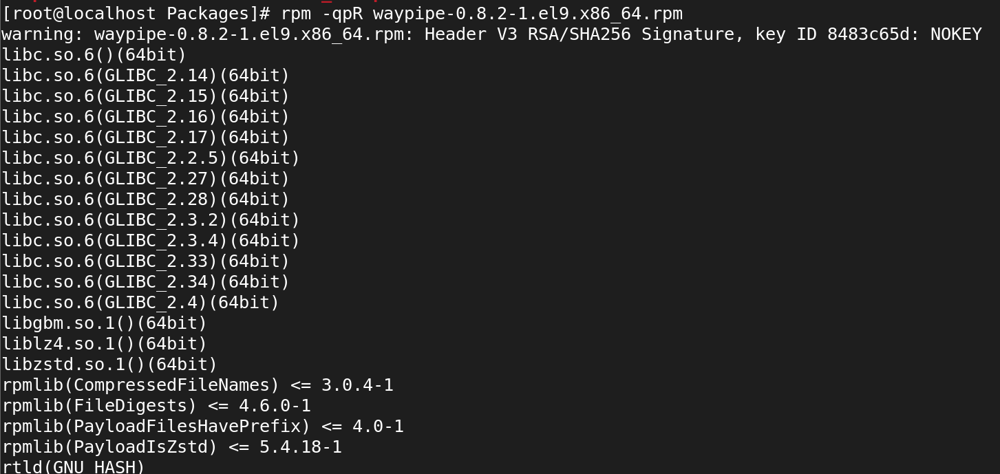 [root@localhost Packages]# rpm -qpR waypipe-0.8.2-1.el9.x86_64.rpm
warning: waypipe-0.8.2-1.el9.x86_64.rpm: Header V3 RSA/SHA256 Signature, key ID 8483c65d: NOKEY
libc.so.6()(64bit)
libc.so.6(GLIBC_2.14)(64bit)
libc.so.6(GLIBC_2.15)(64bit)
libc.so.6(GLIBC_2.16)(64bit)
libc.so.6(GLIBC_2.17)(64bit)
libc.so.6(GLIBC_2.2.5)(64bit)
libc.so.6(GLIBC_2.27)(64bit)
libc.so.6(GLIBC_2.28)(64bit)
libc.so.6(GLIBC_2.3.2)(64bit)
libc.so.6(GLIBC_2.3.4)(64bit)
libc.so.6(GLIBC_2.33)(64bit)
libc.so.6(GLIBC_2.34)(64bit)
libc.so.6(GLIBC_2.4)(64bit)
libgbm.so.1()(64bit)
liblz4.so.1()(64bit)
libzstd.so.1()(64bit)
rpmlib(CompressedFileNames) <= 3.0.4-1
rpmlib(FileDigests) <= 4.6.0-1
rpmlib(PayloadFilesHavePrefix) <= 4.0-1
rpmlib(PayloadIsZstd) <= 5.4.18-1
rtld(GNU_HASH)